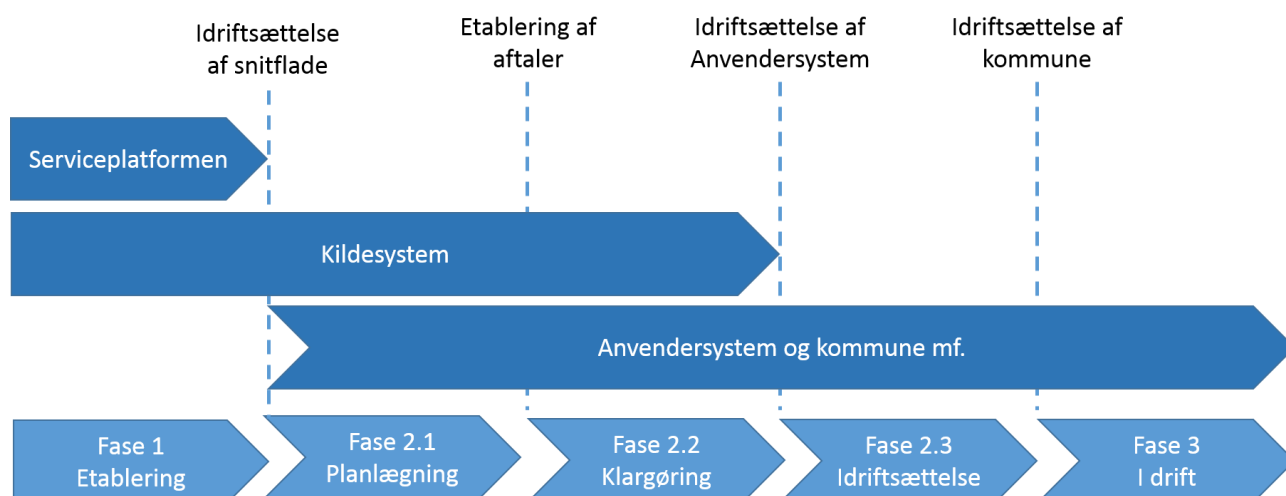 Idriftsættelse
af snitflade
Etablering af
aftaler
Idriftsættelse af
Anvendersystem
Idriftsættelse af
kommune
Serviceplatformen
Kildesystem
Anvendersystem og kommune mf.
Fase 1
Etablering
Fase 2.1
Planlægning
Fase 2.2
Klargøring
Fase 2.3
Idriftsættelse
Fase 3
I drift